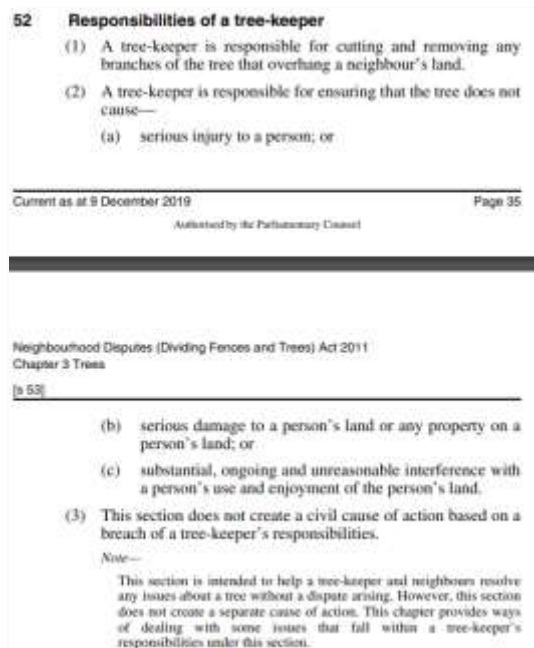 52 Responsibilities of a tree-keeper
(1) A tree-keeper is responsible for cutting and removing any
branches of the tree that overhang a neighbour's land.
(2) A tree-keeper is responsible for ensuring that the tree does not
cause—
(a) serious injury to a person; or
Current as at 9 December 2019 Page 35
Authorised by the Parliamentary Counsel
Neighbourhood Disputes (Dividing Fences and Trees) Act 2011
Chapter 3 Trees
[s 53]
(b) serious damage to a person's land or any property on a
person's land; or
(c) substantial, ongoing and unreasonable interference with
a person's use and enjoyment of the person's land.
(3) This section does not create a civil cause of action based on a
breach of a tree-keeper's responsibilities.
Note—
This section is intended to help a tree-keeper and neighbours resolve
any issues about a tree without a dispute arising. However, this section
does not create a separate cause of action. This chapter provides ways
of dealing with some issues that fall within a tree-keeper's
responsibilities under this section.